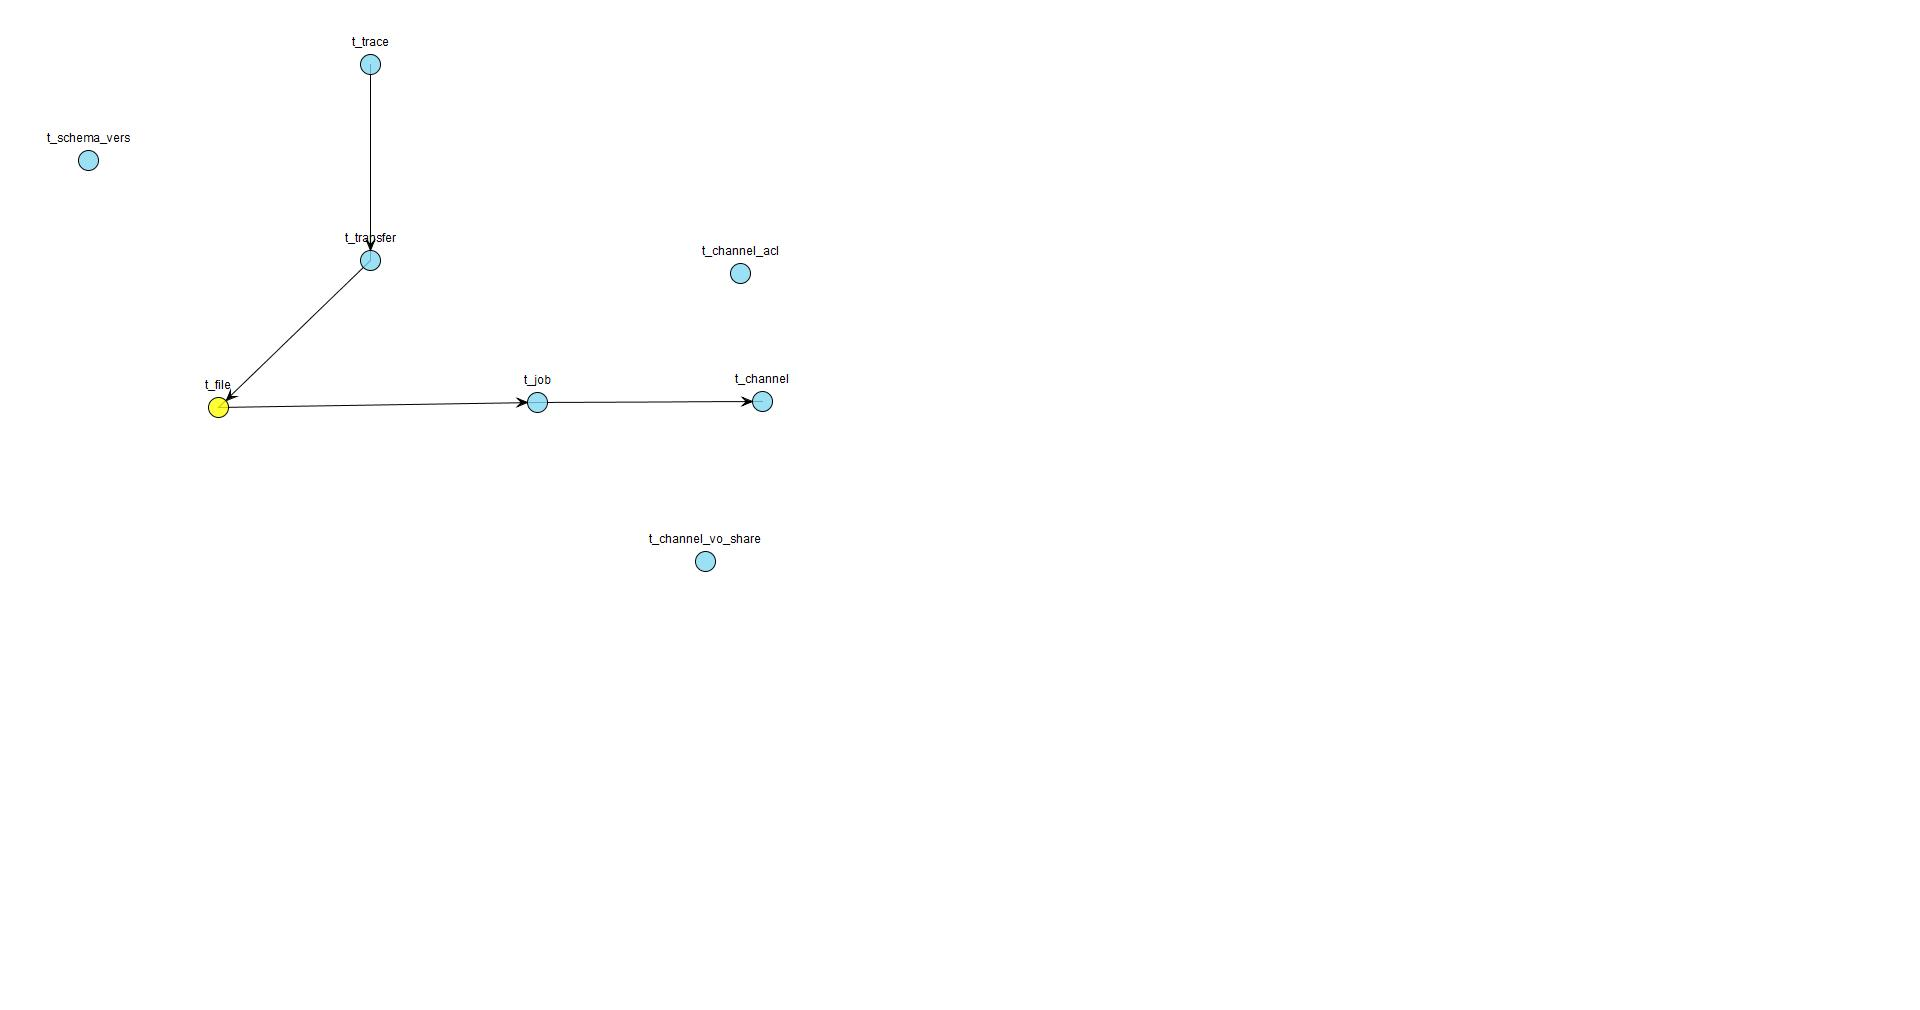 t_trace
t_schema_vers
t_transfer
t_channel_acl
t_file
t_job
t_channel
t_channel_vo_share